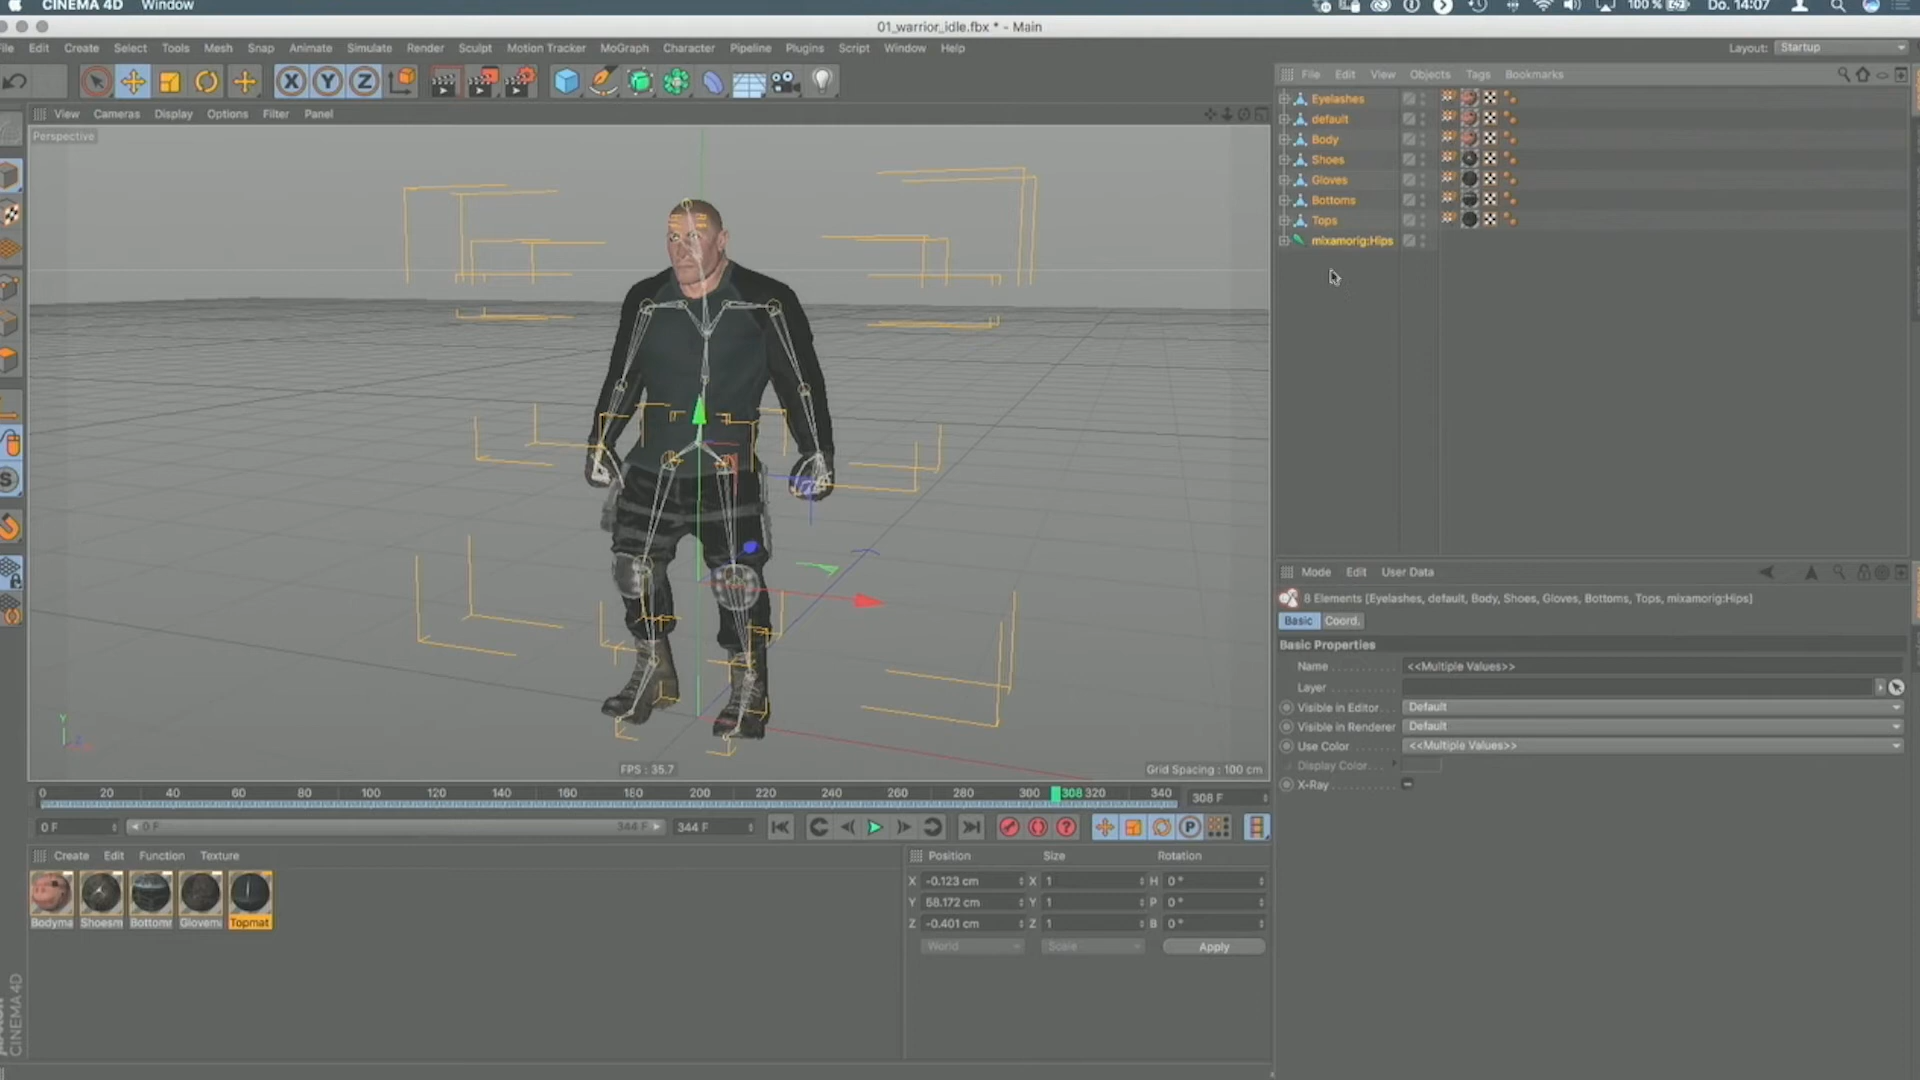 CINEMA 4D Window
100 % Do. 14:07
01_warrior_idle.fbx * - Main
File Edit Create Select Tools Mesh Snap Animate Simulate Render Sculpt Motion Tracker MoGraph Character Pipeline Plugins Script Window Help
Layout: Startup
File Edit View Objects Tags Bookmarks
View Cameras Display Options Filter Panel
Perspective
X Y Z
Eyelashes
default
Body
Shoes
Gloves
Bottoms
Tops
mixamorig:Hips
Mode Edit User Data
8 Elements [Eyelashes, default, Body, Shoes, Gloves, Bottoms, Tops, mixamorig:Hips]
Basic Coord.
Basic Properties
Name <<Multiple Values>>
Layer
Visible in Editor Default
Visible in Renderer Default
Use Color <<Multiple Values>>
Display Color
X-Ray
Y
Z
FPS : 35.7
Grid Spacing : 100 cm
0 20 40 60 80 100 120 140 160 180 200 220 240 260 280 300 308 320 340 308 F
0 F 0 F 344 F 344 F
Create Edit Function Texture
Bodyma Shoesm Bottomr Glovem Topmat
Position Size Rotation
X -0.123 cm X 1 H 0 °
Y 58.172 cm Y 1 P 0 °
Z -0.401 cm Z 1 B 0 °
World Scale Apply
CINEMA 4D